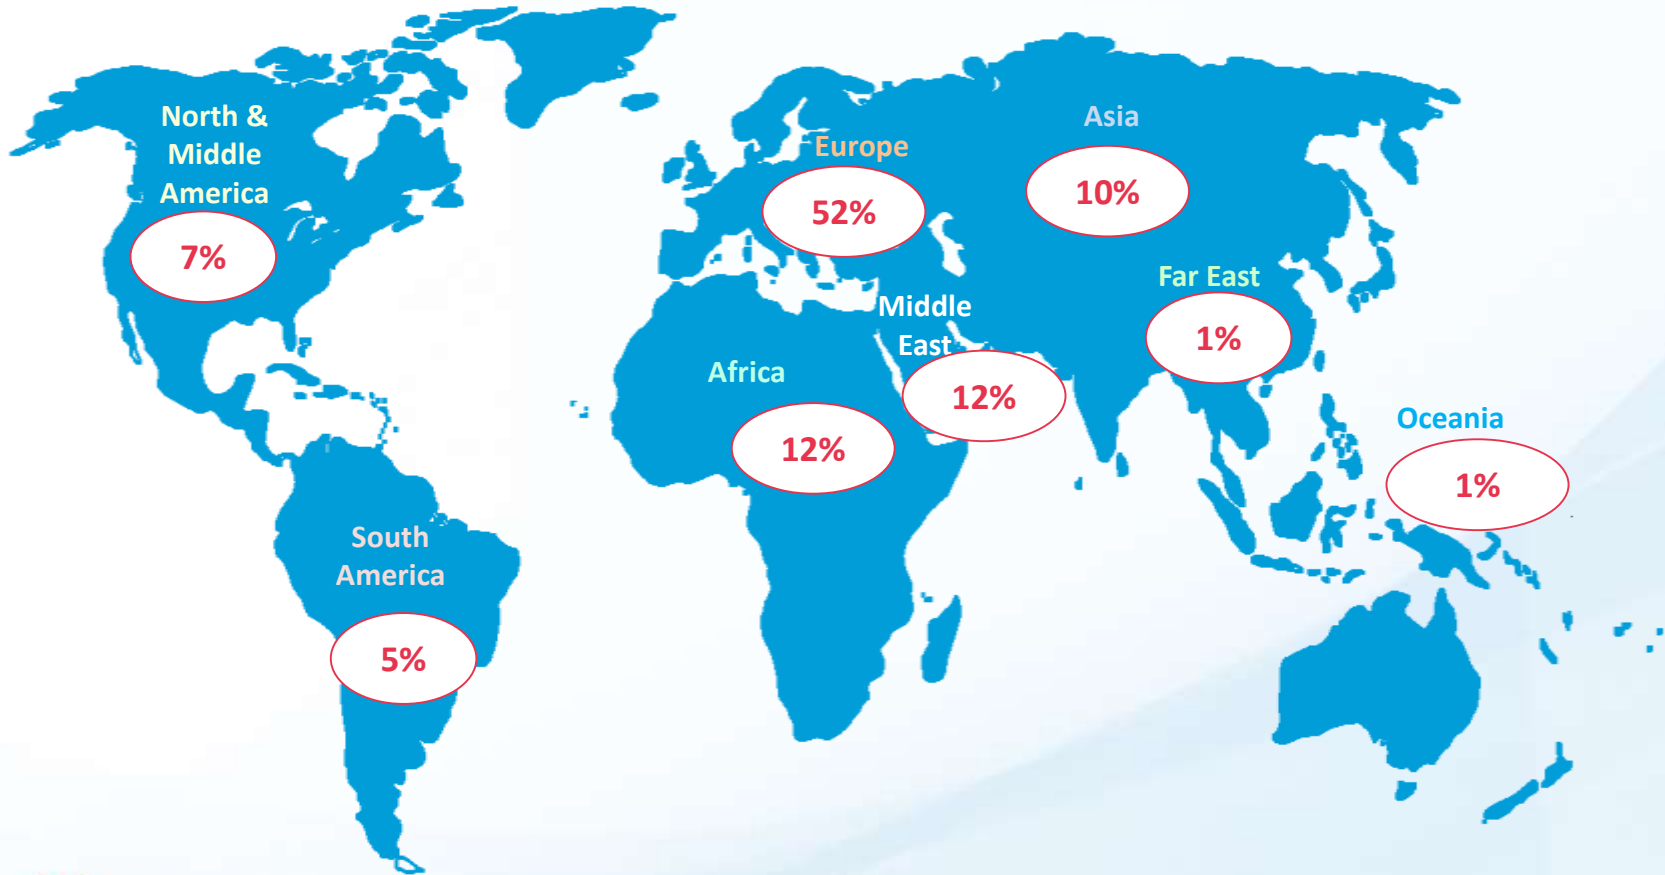 North &
Middle
America
7%
South
America
5%
Europe
52%
Africa
12%
Middle
East
12%
Asia
10%
Far East
1%
Oceania
1%